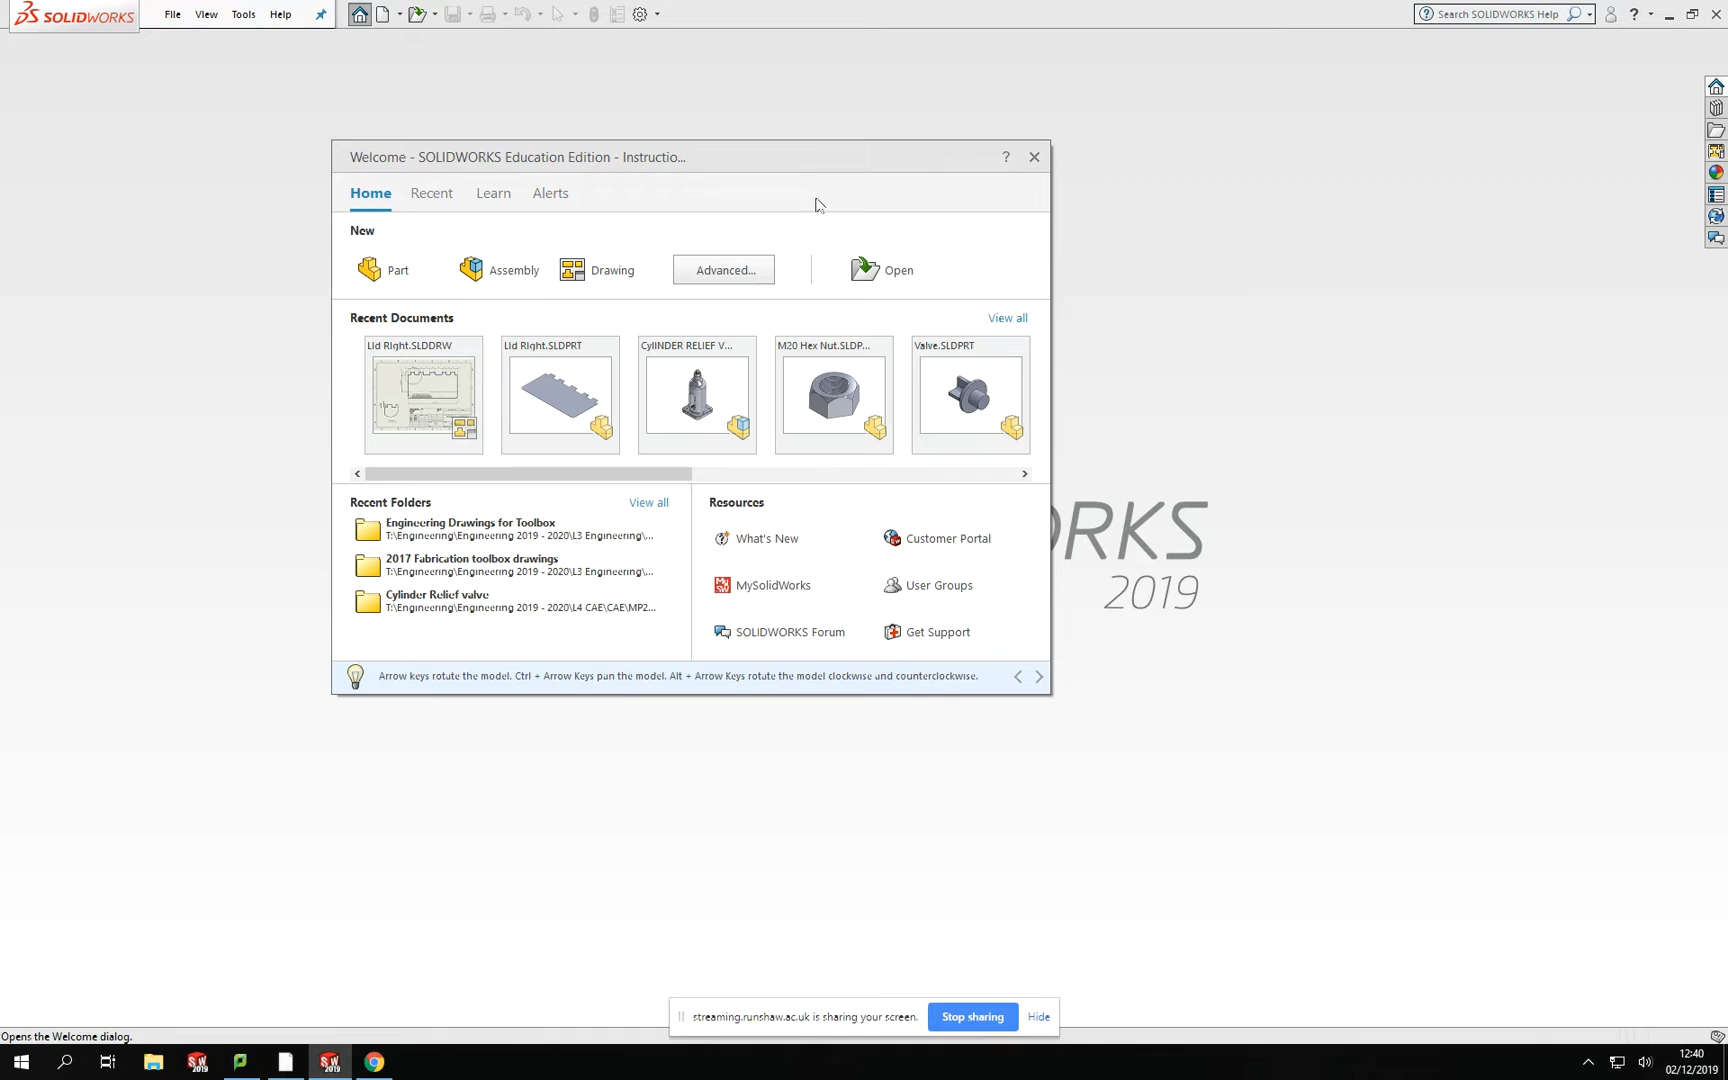 SOLIDWORKS File View Tools Help Search SOLIDWORKS Help ?
Welcome - SOLIDWORKS Education Edition - Instructio... ?
Home Recent Learn Alerts
New
Part Assembly Drawing Advanced... Open
Recent Documents View all
Lid Right.SLDDRW Lid Right.SLDPRT CylINDER RELIEF V... M20 Hex Nut.SLDP... Valve.SLDPRT
Recent Folders View all
Engineering Drawings for Toolbox
T:\Engineering\Engineering 2019 - 2020\L3 Engineering\...
2017 Fabrication toolbox drawings
T:\Engineering\Engineering 2019 - 2020\L3 Engineering\...
Cylinder Relief valve
T:\Engineering\Engineering 2019 - 2020\L4 CAE\CAE\MP2...
Resources
What's New Customer Portal
MySolidWorks User Groups
SOLIDWORKS Forum Get Support
ORKS
2019
Arrow keys rotate the model. Ctrl + Arrow Keys pan the model. Alt + Arrow Keys rotate the model clockwise and counterclockwise.
streaming.runshaw.ac.uk is sharing your screen. Stop sharing Hide
Opens the Welcome dialog.
12:40
02/12/2019